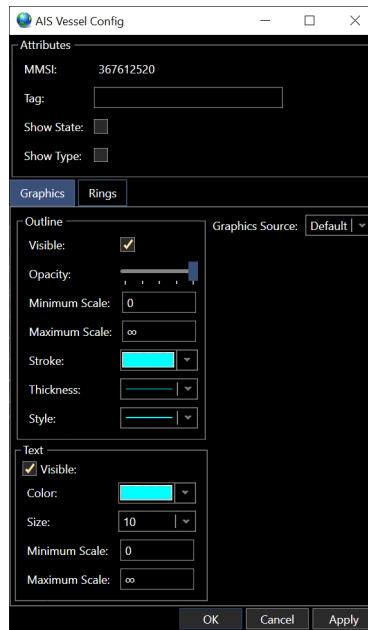 AIS Vessel Config
Attributes
MMSI: 367612520
Tag:
Show State:
Show Type:
Graphics Rings
Outline
Graphics Source: Default
Visible:
Opacity:
Minimum Scale: 0
Maximum Scale: ∞
Stroke:
Thickness:
Style:
Text
Visible:
Color:
Size: 10
Minimum Scale: 0
Maximum Scale: ∞
OK Cancel Apply